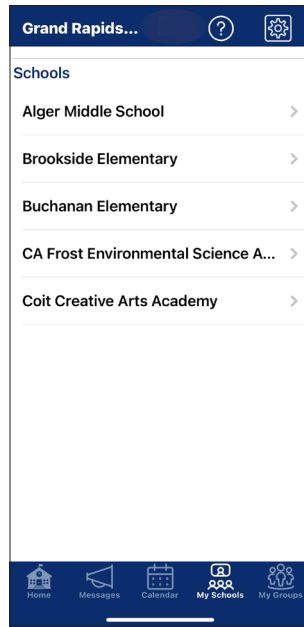 Grand Rapids...
?
Schools
Alger Middle School
Brookside Elementary
Buchanan Elementary
CA Frost Environmental Science A...
Coit Creative Arts Academy
Home Messages Calendar My Schools My Groups